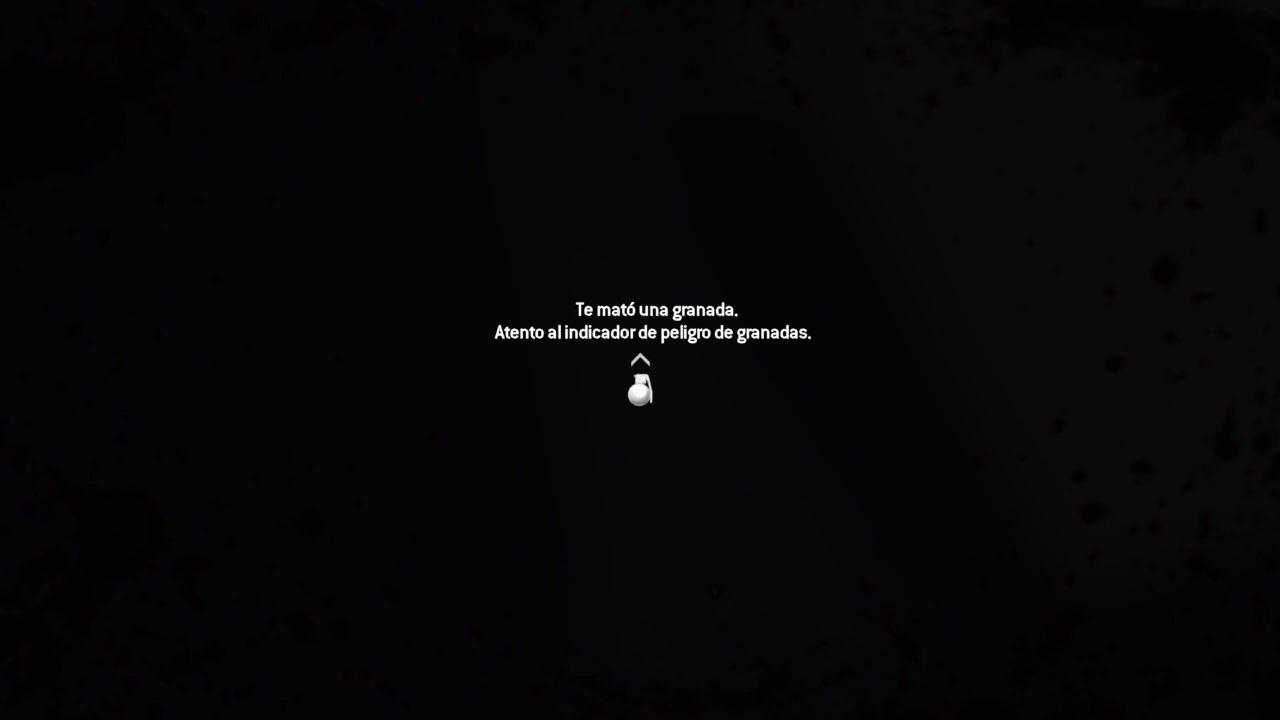 Te mató una granada.
Atento al indicador de peligro de granadas.